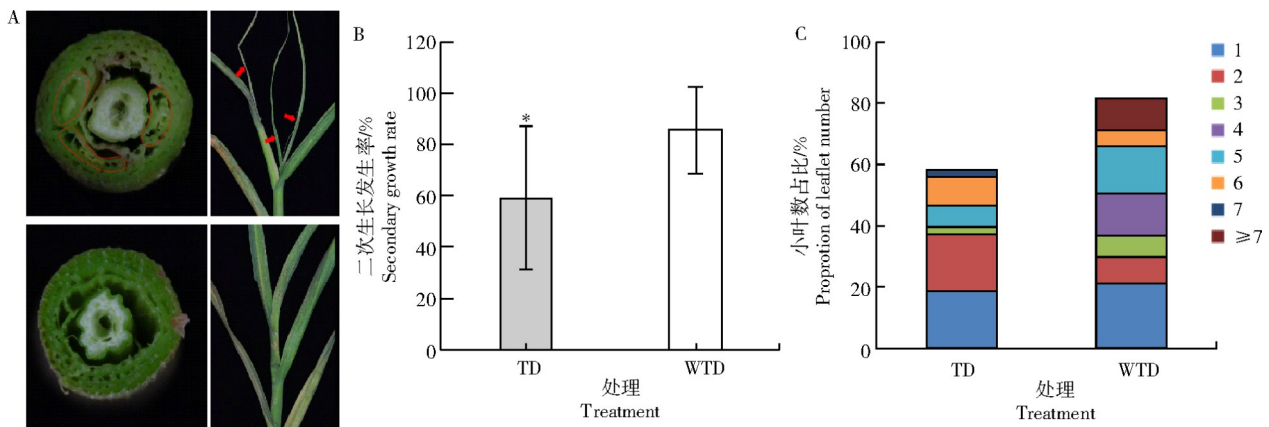 A
B
二次生长发生率/%
Secondary growth rate
120
100
80
60
40
20
0
*
TD
WTD
处理
Treatment
C
小叶数占比/%
Proprotion of leaflet number
100
80
60
40
20
0
TD
WTD
处理
Treatment
1
2
3
4
5
6
7
⩾7